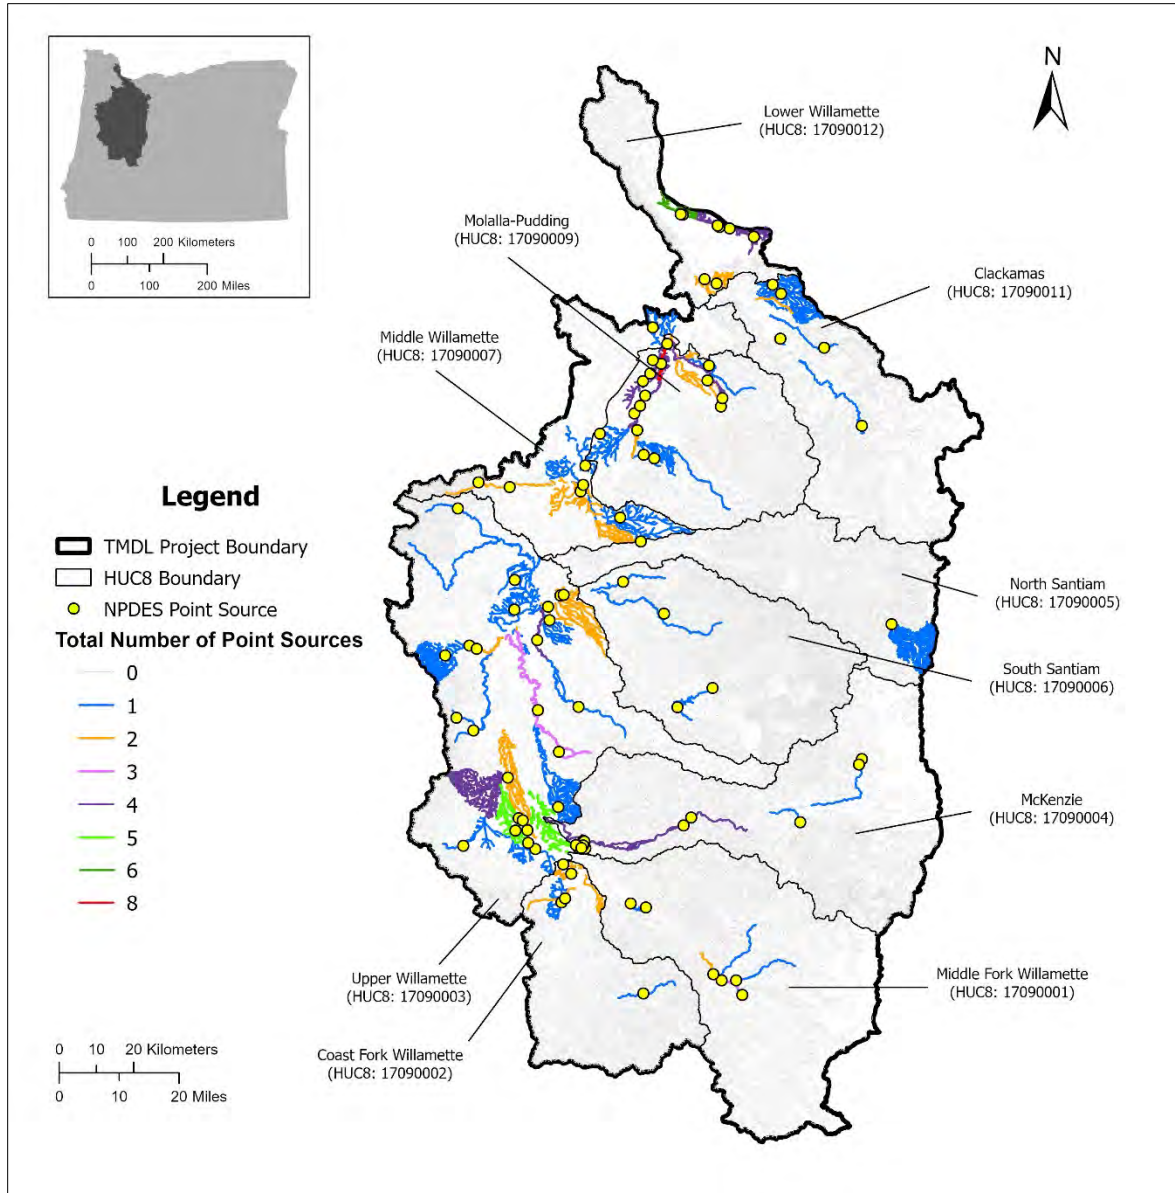 0 100 200 Kilometers
0 100 200 Miles
N
Lower Willamette
(HUC8: 17090012)
Molalla-Pudding
(HUC8: 17090009)
Clackamas
(HUC8: 17090011)
Middle Willamette
(HUC8: 17090007)
Legend
TMDL Project Boundary
HUC8 Boundary
NPDES Point Source
Total Number of Point Sources
0
1
2
3
4
5
6
8
North Santiam
(HUC8: 17090005)
South Santiam
(HUC8: 17090006)
McKenzie
(HUC8: 17090004)
Upper Willamette
(HUC8: 17090003)
Middle Fork Willamette
(HUC8: 17090001)
Coast Fork Willamette
(HUC8: 17090002)
0 10 20 Kilometers
0 10 20 Miles